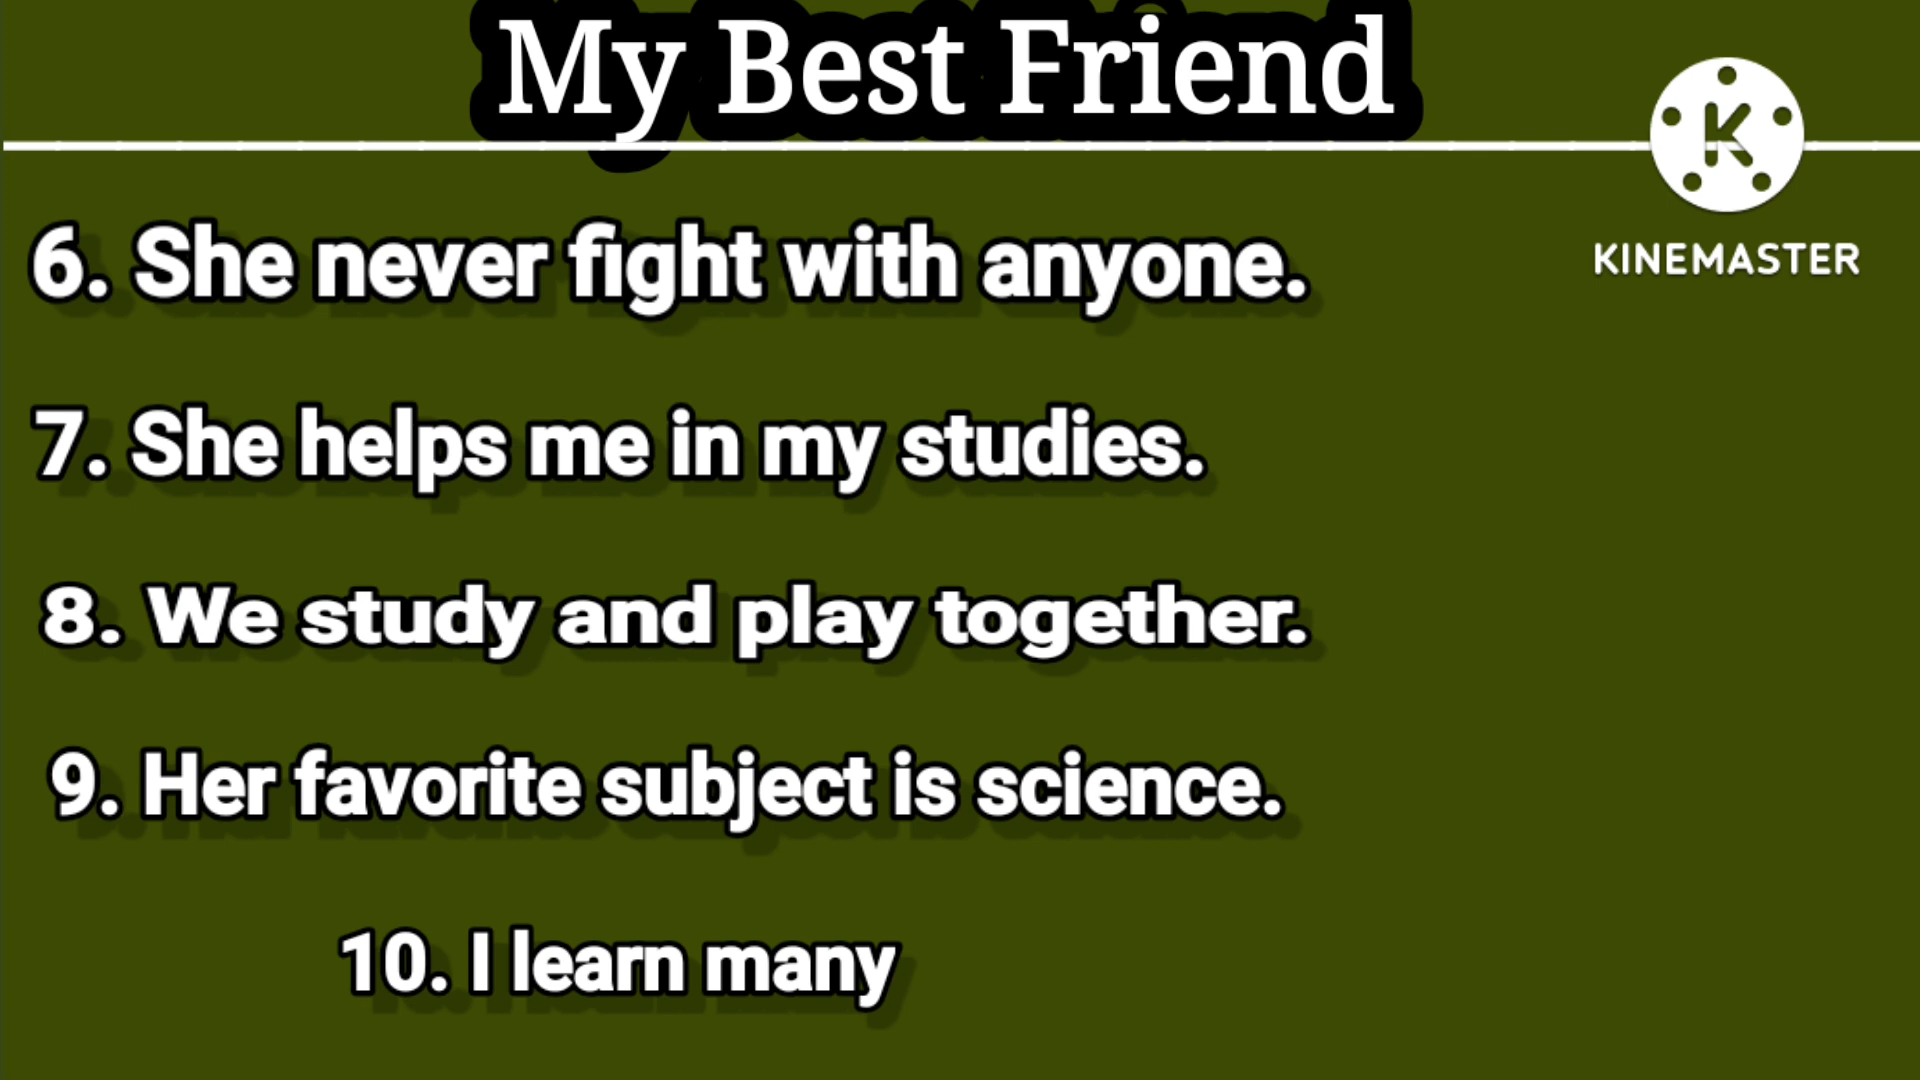 My Best Friend
KINEMASTER
6. She never fight with anyone.
7. She helps me in my studies.
8. We study and play together.
9. Her favorite subject is science.
10. I learn many